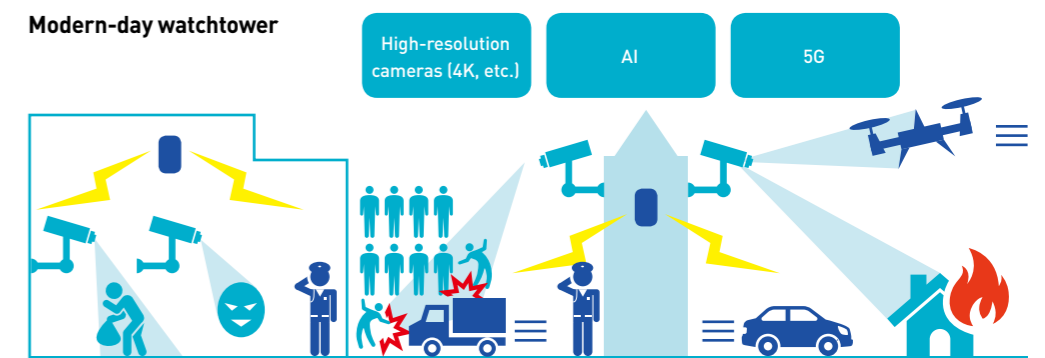 Modern-day watchtower
High-resolution
cameras (4K, etc.)
AI
5G